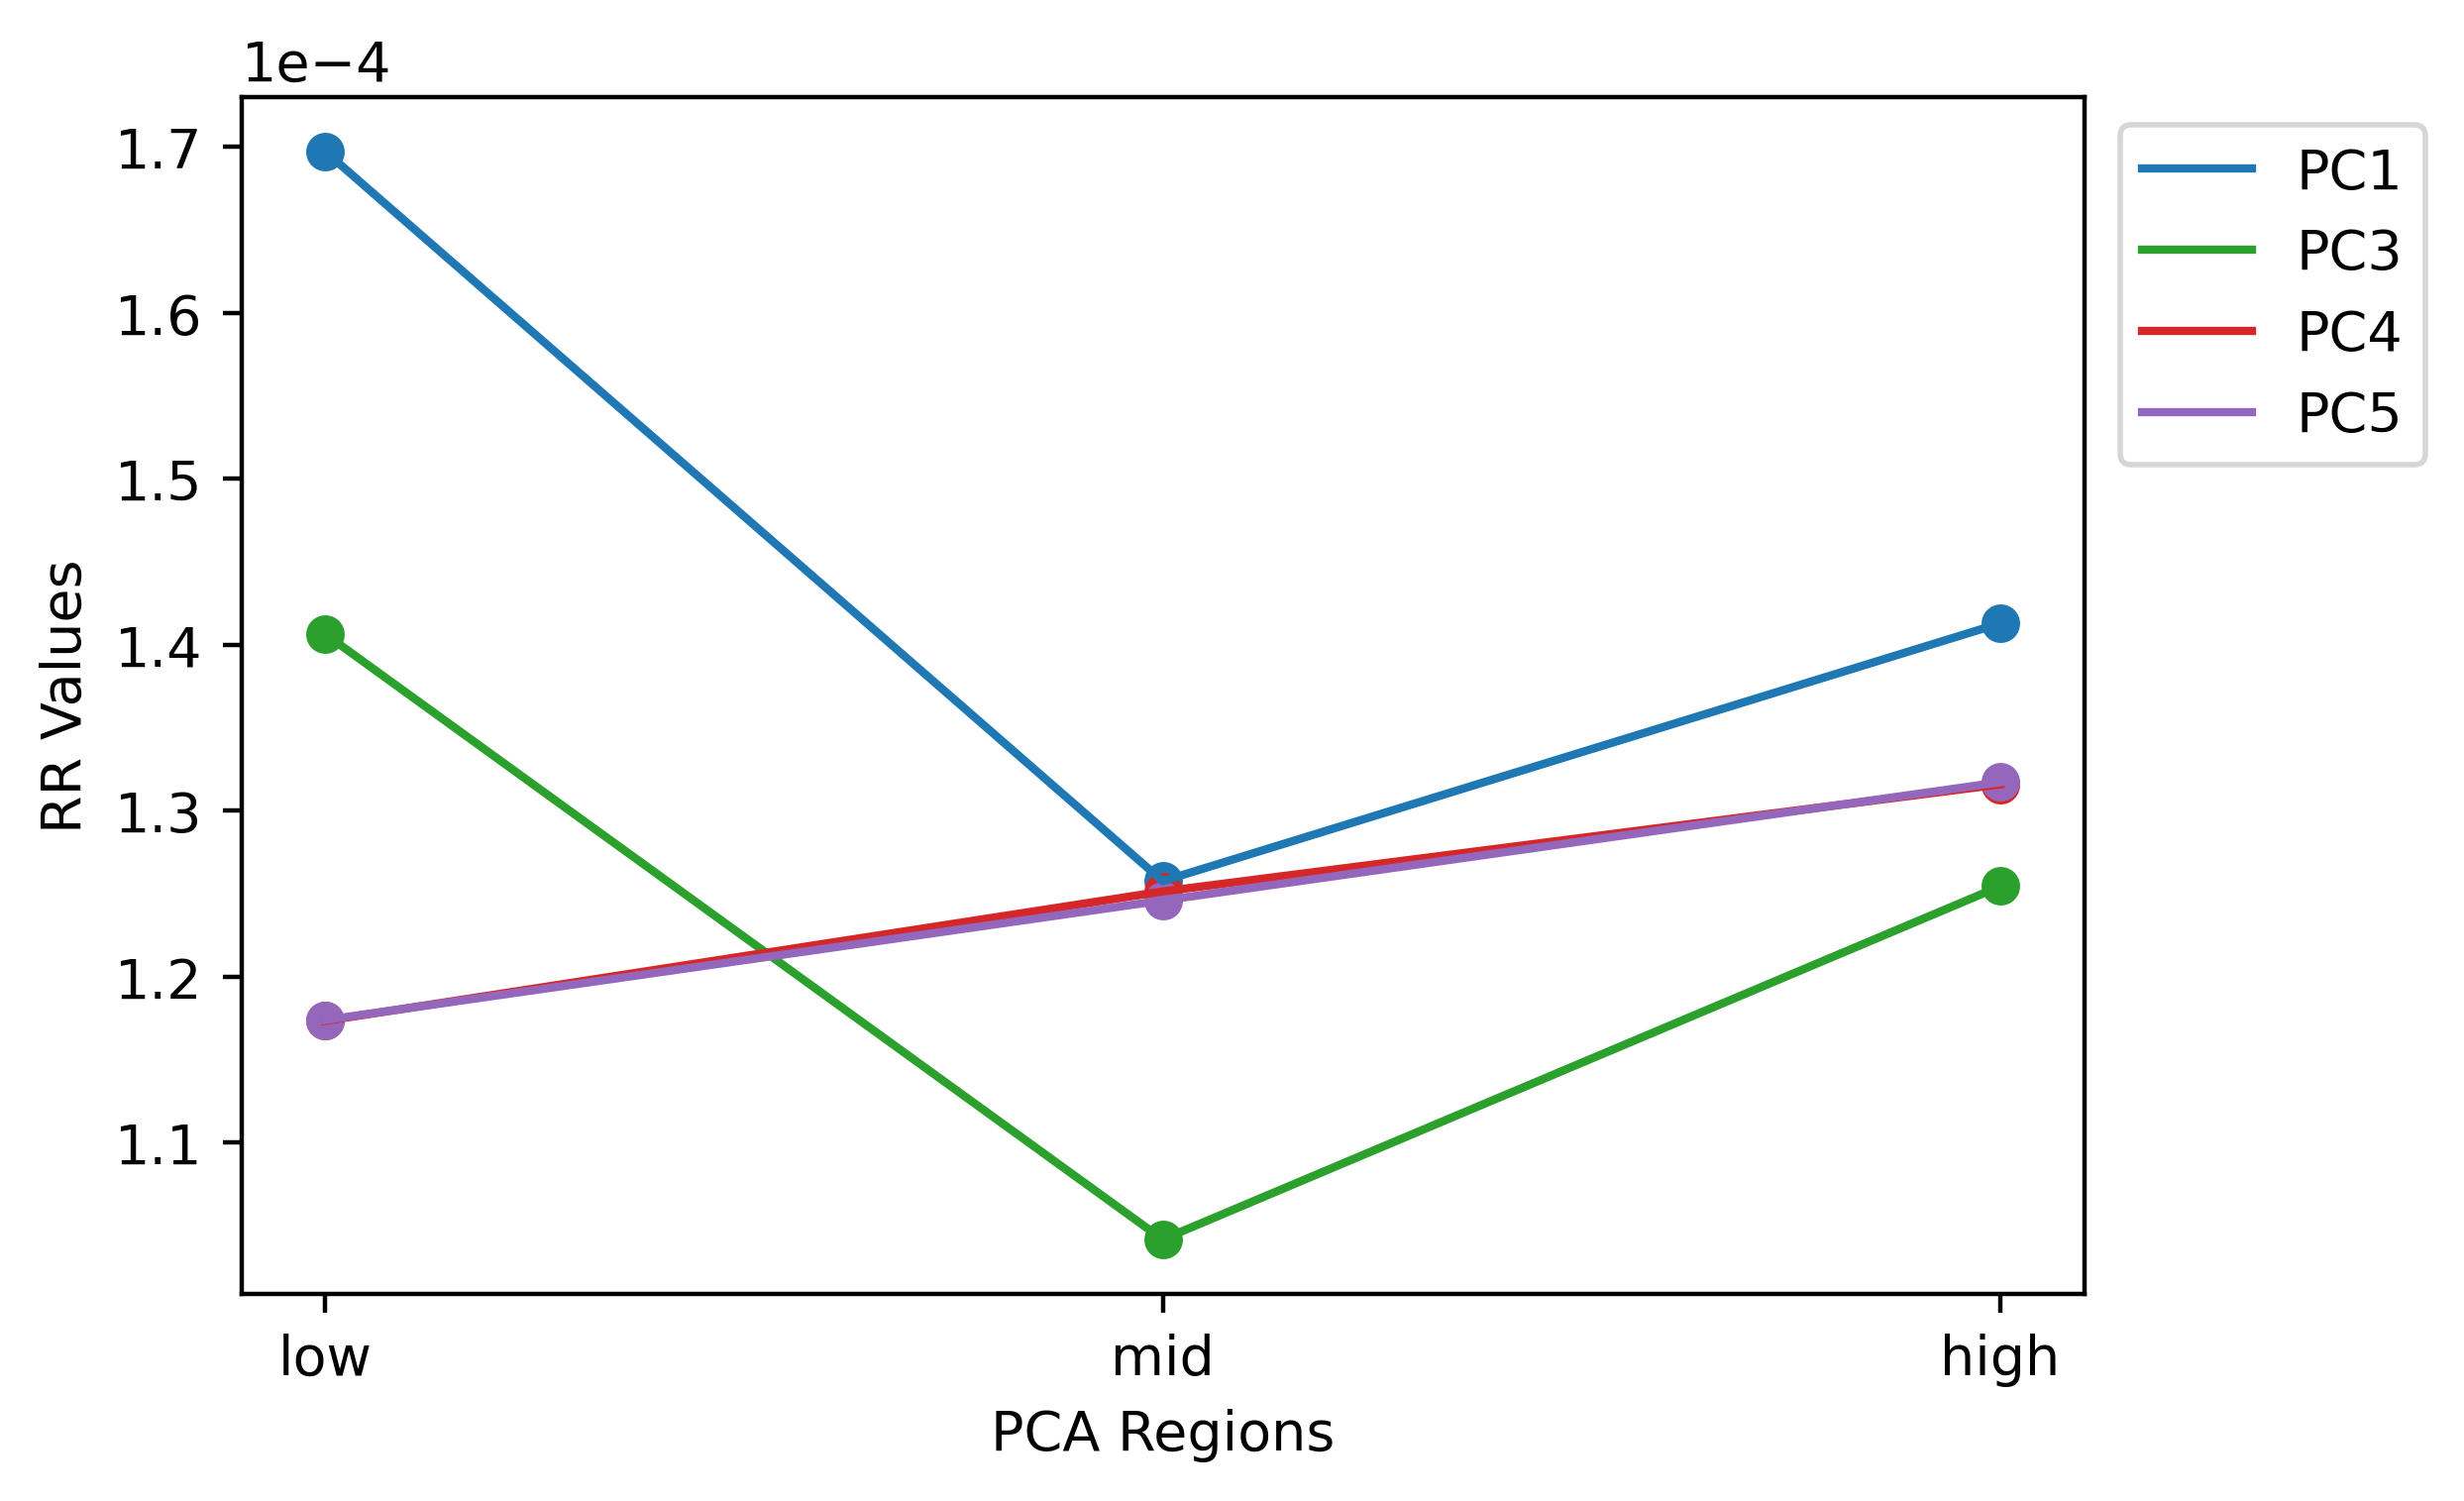 1e−4
1.7
1.6
1.5
1.4
1.3
1.2
1.1
RR Values
low
mid
high
PCA Regions
PC1
PC3
PC4
PC5